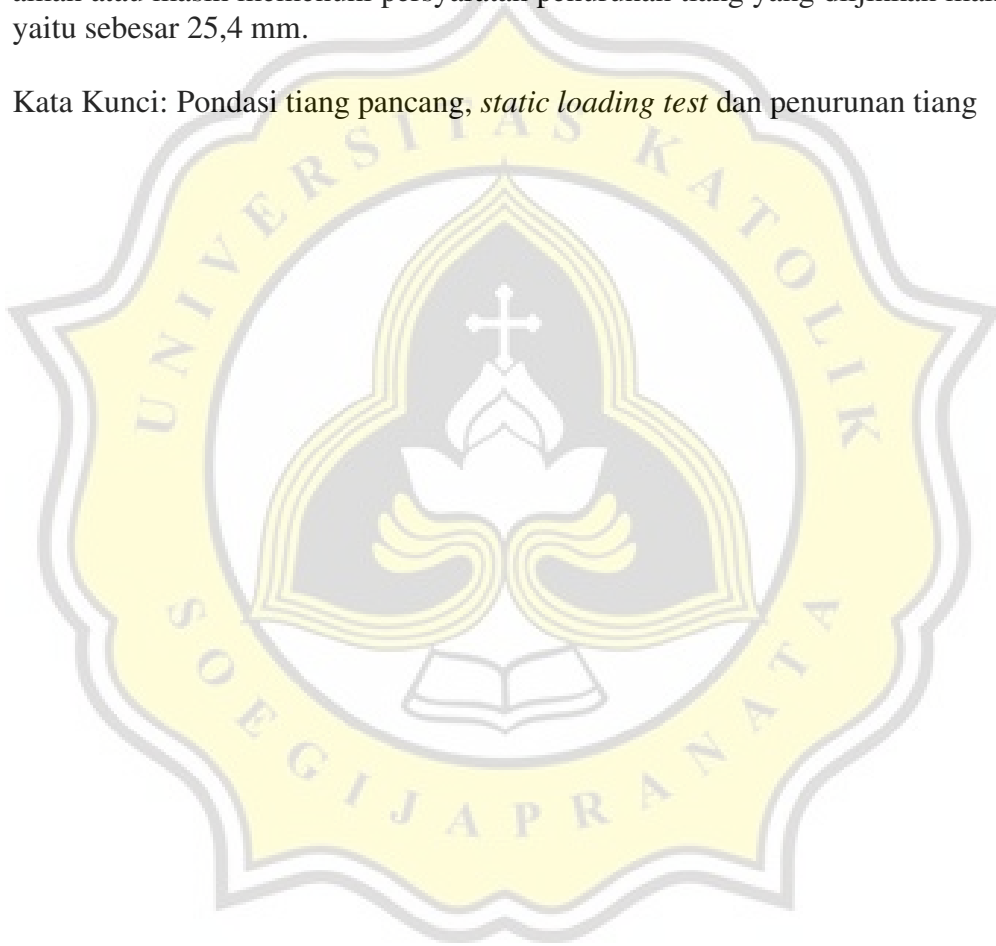 yaitu sebesar 25,4 mm.
Kata Kunci: Pondasi tiang pancang, static loading test dan penurunan tiang
UNIVERSITAS KATOLIK
SOEGIJAPRANATA